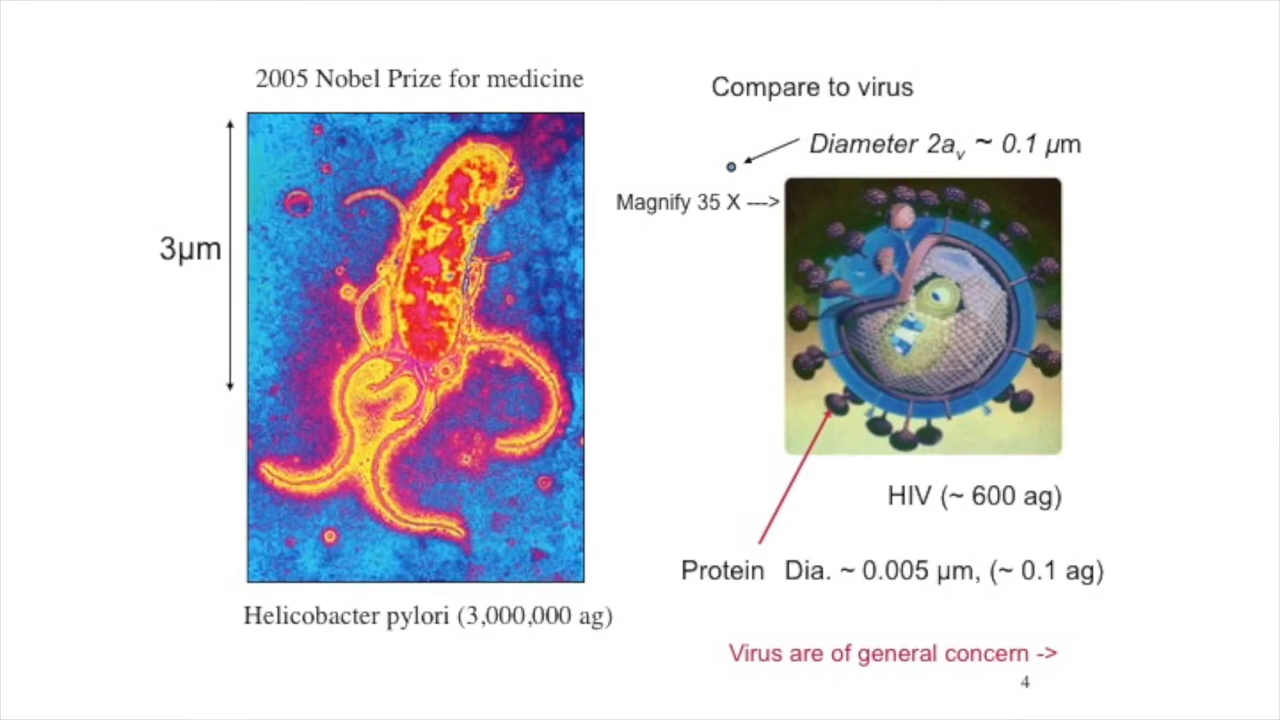 2005 Nobel Prize for medicine
3µm
Helicobacter pylori (3,000,000 ag)
Compare to virus
Diameter 2aᵥ ~ 0.1 µm
Magnify 35 X --->
HIV (~ 600 ag)
Protein Dia. ~ 0.005 µm, (~ 0.1 ag)
Virus are of general concern ->
4